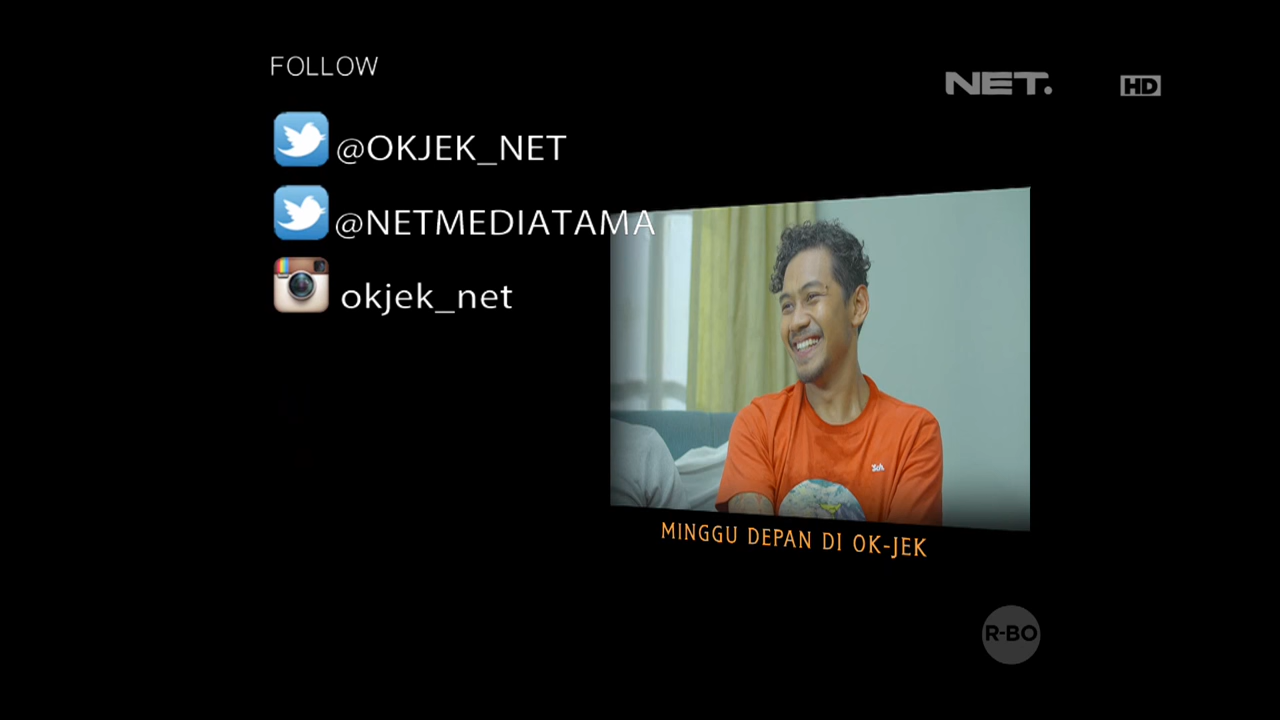 FOLLOW
NET.
HD
@OKJEK_NET
@NETMEDIATAMA
okjek_net
MINGGU DEPAN DI OK-JEK
R-BO